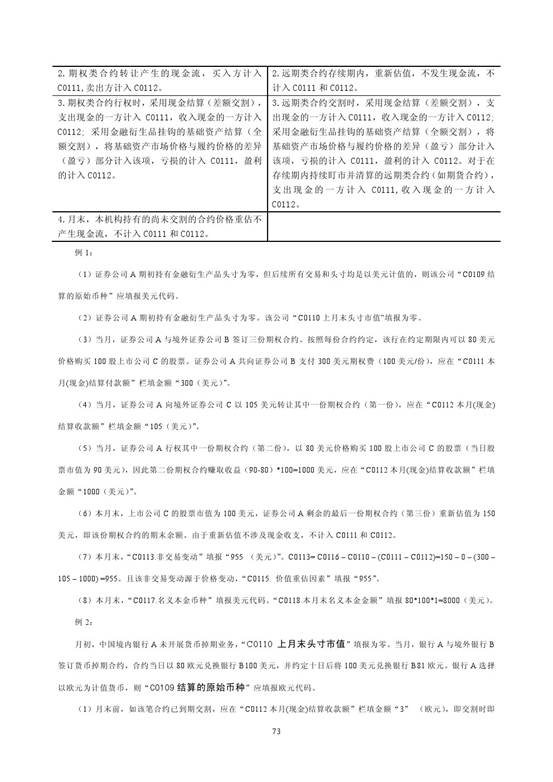 2.期权类合约转让产生的现金流，买入方计入
C0111,卖出方计入C0112。
2.远期类合约存续期内，重新估值，不发生现金流，不
计入C0111 和C0112。
3.期权类合约行权时，采用现金结算（差额交割），
支出现金的一方计入 C0111，收入现金的一方计入
C0112; 采用金融衍生品挂钩的基础资产结算（全
额交割），将基础资产市场价格与履约价格的差异
（盈亏）部分计入该项，亏损的计入 C0111，盈利
的计入C0112。
3.远期类合约交割时，采用现金结算（差额交割），支
出现金的一方计入C0111，收入现金的一方计入C0112;
采用金融衍生品挂钩的基础资产结算（全额交割），将
基础资产市场价格与履约价格的差异（盈亏）部分计入
该项，亏损的计入 C0111，盈利的计入 C0112。对于在
存续期内持续盯市并清算的远期类合约（如期货合约），
支出现金的一方计入 C0111,收入现金的一方计入
C0112。
4.月末，本机构持有的尚未交割的合约价格重估不
产生现金流，不计入C0111 和C0112。
例 1：
（1）证券公司 A 期初持有金融衍生产品头寸为零，但后续所有交易和头寸均是以美元计值的，则该公司“C0109 结
算的原始币种”应填报美元代码。
（2）证券公司 A 期初持有金融衍生产品头寸为零。该公司“C0110 上月末头寸市值”填报为零。
（3）当月，证券公司 A 与境外证券公司 B 签订三份期权合约。按照每份合约约定，该行在约定期限内可以 80 美元
价格购买 100 股上市公司 C 的股票。证券公司 A 共向证券公司 B 支付 300 美元期权费（100 美元/份），应在“C0111 本
月(现金)结算付款额”栏填金额“300（美元）”。
（4）当月，证券公司 A 向境外证券公司 C 以 105 美元转让其中一份期权合约（第一份），应在“C0112 本月(现金)
结算收款额”栏填金额“105（美元）”。
（5）当月，证券公司 A 行权其中一份期权合约（第二份），以 80 美元价格购买 100 股上市公司 C 的股票（当日股
票市值为 90 美元），因此第二份期权合约赚取收益（90-80）*100=1000 美元，应在“C0112 本月(现金)结算收款额”栏填
金额“1000（美元）”。
（6）本月末，上市公司 C 的股票市值为 100 美元，证券公司 A 剩余的最后一份期权合约（第三份）重新估值为 150
美元，即该份期权合约的期末余额。由于重新估值不涉及现金收支，不计入 C0111 和 C0112。
（7）本月末，“C0113 非交易变动”填报“955 （美元）”。C0113= C0116 – C0110 – (C0111 – C0112)=150 – 0 – (300 –
105 – 1000) =955。且该非交易变动源于价格变动，“C0115 价值重估因素”填报“955”。
（8）本月末，“C0117 名义本金币种”填报美元代码。“C0118 本月末名义本金金额”填报 80*100*1=8000（美元）。
例 2：
月初，中国境内银行 A 未开展货币掉期业务，“C0110 上月末头寸市值”填报为零。当月，银行 A 与境外银行 B
签订货币掉期合约，合约当日以 80 欧元兑换银行 B100 美元，并约定十日后将 100 美元兑换银行 B81 欧元。银行 A 选择
以欧元为计值货币，则“C0109 结算的原始币种”应填报欧元代码。
（1）月末前，如该笔合约已到期交割，应在“C0112 本月(现金)结算收款额”栏填金额“3” （欧元），即交割时即
73